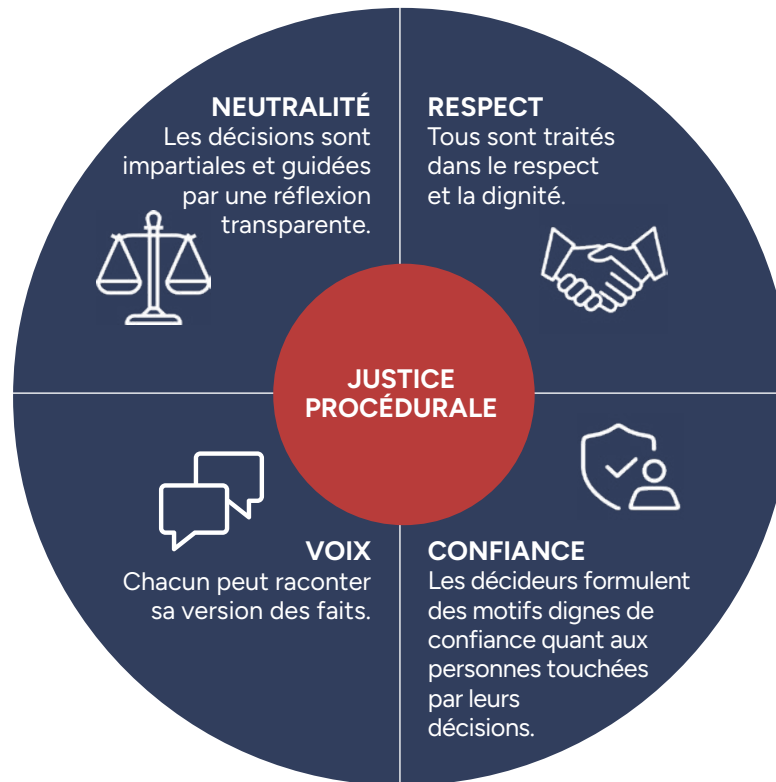 NEUTRALITÉ
Les décisions sont
impartiales et guidées
par une réflexion
transparente.
RESPECT
Tous sont traités
dans le respect
et la dignité.
JUSTICE
PROCÉDURALE
VOIX
Chacun peut raconter
sa version des faits.
CONFIANCE
Les décideurs formulent
des motifs dignes de
confiance quant aux
personnes touchées
par leurs
décisions.